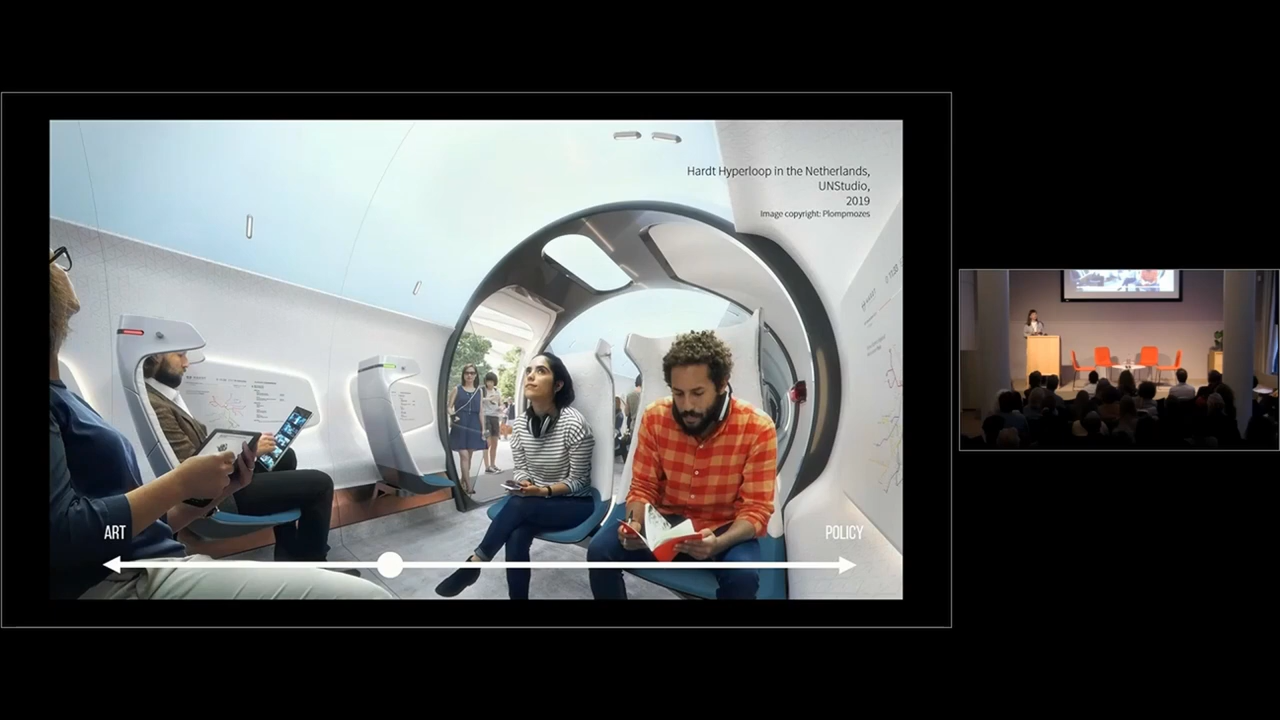 Hardt Hyperloop in the Netherlands,
UNStudio,
2019
Image copyright: Plompmozes
ART
POLICY